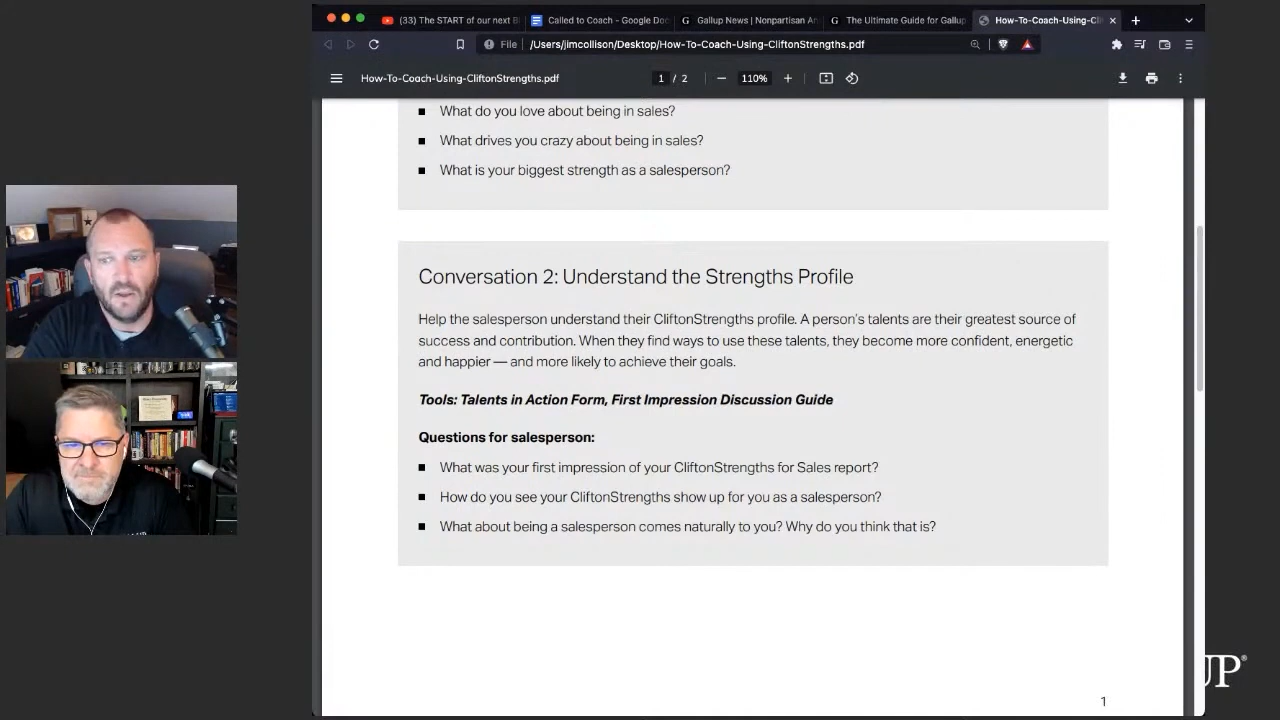 (33) The START of our next B
Called to Coach - Google Doc
Gallup News | Nonpartisan An
The Ultimate Guide for Gallup
How-To-Coach-Using-Cli
File
/Users/jimcollison/Desktop/How-To-Coach-Using-CliftonStrengths.pdf
How-To-Coach-Using-CliftonStrengths.pdf
1 / 2
110%
■ What do you love about being in sales?
■ What drives you crazy about being in sales?
■ What is your biggest strength as a salesperson?
Conversation 2: Understand the Strengths Profile
Help the salesperson understand their CliftonStrengths profile. A person's talents are their greatest source of
success and contribution. When they find ways to use these talents, they become more confident, energetic
and happier — and more likely to achieve their goals.
Tools: Talents in Action Form, First Impression Discussion Guide
Questions for salesperson:
■ What was your first impression of your CliftonStrengths for Sales report?
■ How do you see your CliftonStrengths show up for you as a salesperson?
■ What about being a salesperson comes naturally to you? Why do you think that is?
1
UP®